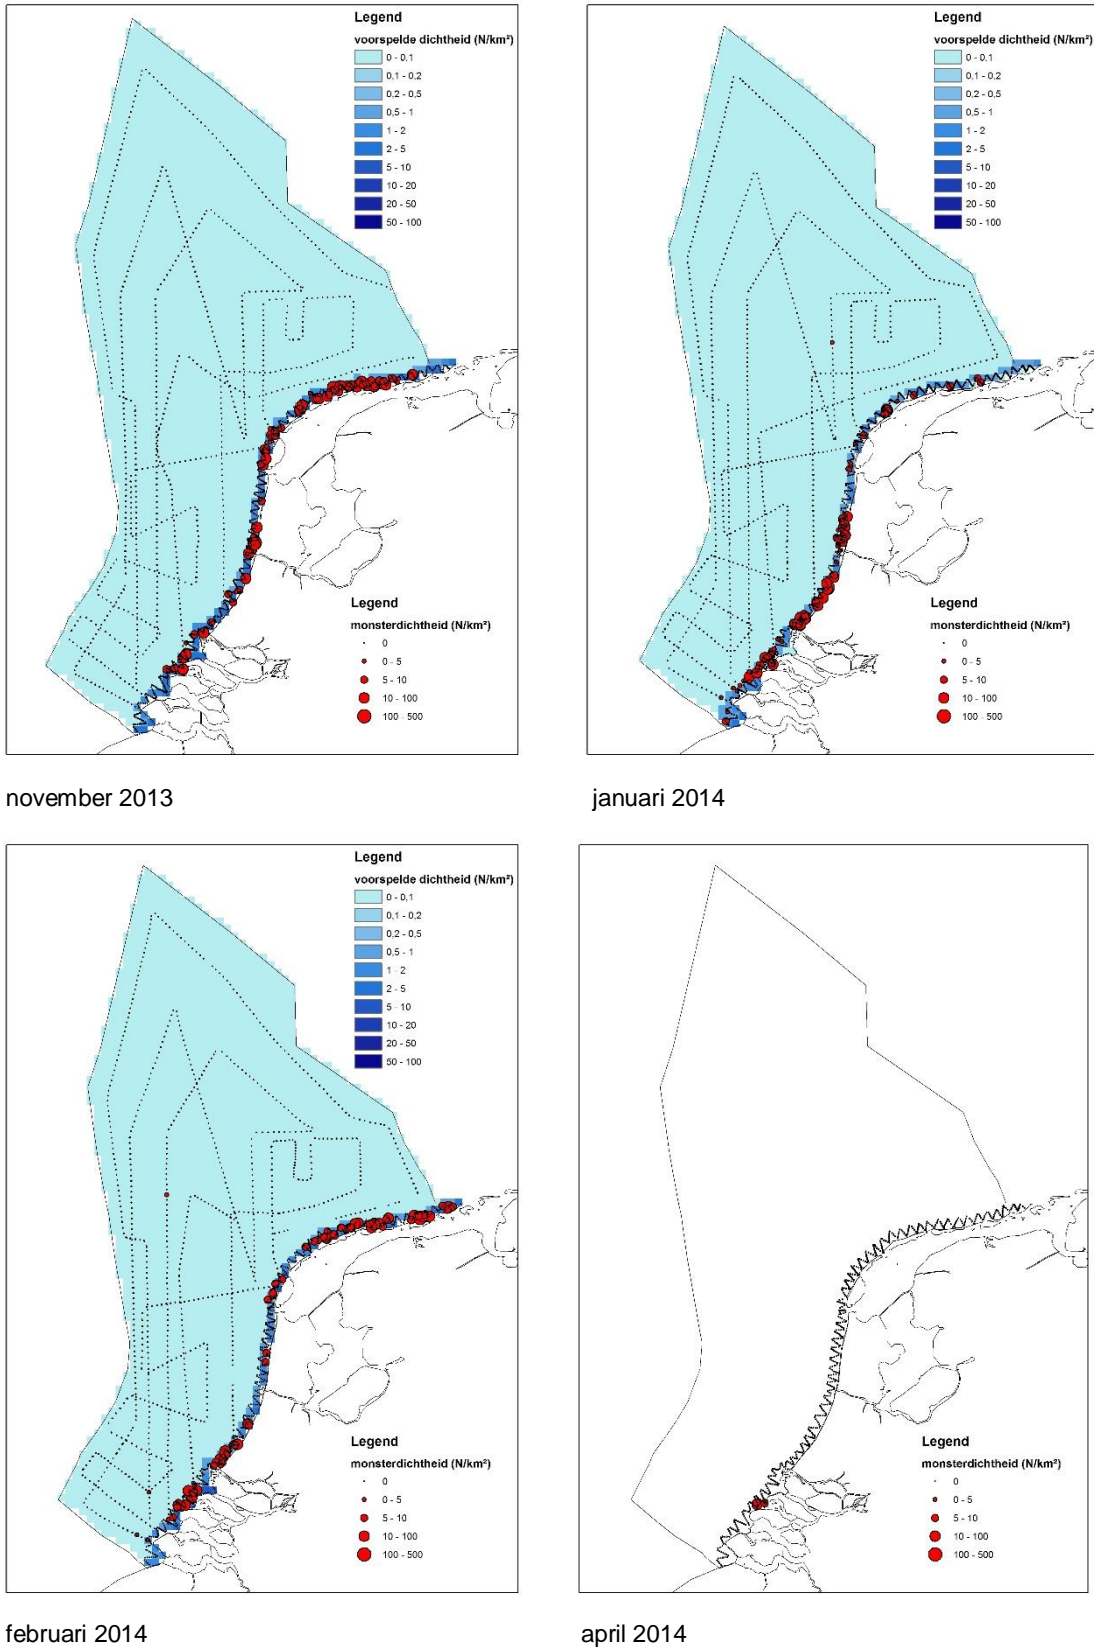 Legend
voorspelde dichtheid (N/km²)
0 - 0,1
0,1 - 0,2
0,2 - 0,5
0,5 - 1
1 - 2
2 - 5
5 - 10
10 - 20
20 - 50
50 - 100
Legend
monsterdichtheid (N/km²)
0
0 - 5
5 - 10
10 - 100
100 - 500
november 2013
Legend
voorspelde dichtheid (N/km²)
0 - 0,1
0,1 - 0,2
0,2 - 0,5
0,5 - 1
1 - 2
2 - 5
5 - 10
10 - 20
20 - 50
50 - 100
Legend
monsterdichtheid (N/km²)
0
0 - 5
5 - 10
10 - 100
100 - 500
januari 2014
Legend
voorspelde dichtheid (N/km²)
0 - 0,1
0,1 - 0,2
0,2 - 0,5
0,5 - 1
1 - 2
2 - 5
5 - 10
10 - 20
20 - 50
50 - 100
Legend
monsterdichtheid (N/km²)
0
0 - 5
5 - 10
10 - 100
100 - 500
februari 2014
Legend
monsterdichtheid (N/km²)
0
0 - 5
5 - 10
10 - 100
100 - 500
april 2014